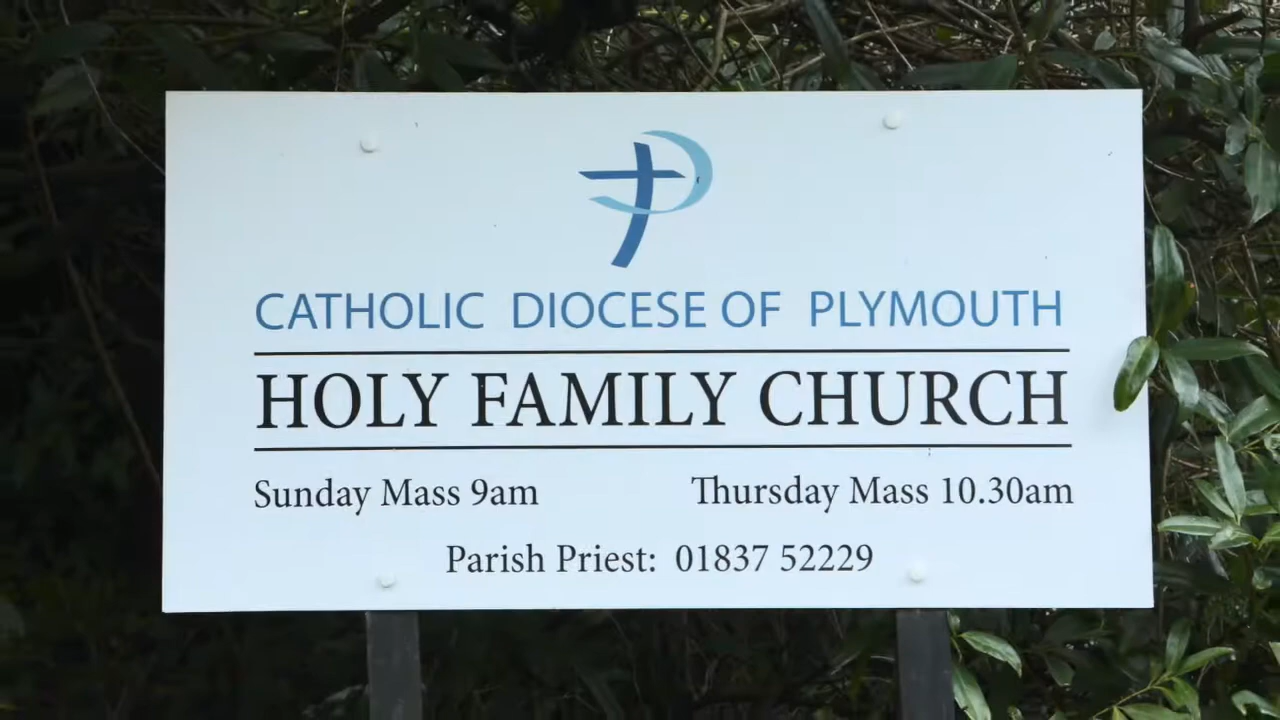 CATHOLIC DIOCESE OF PLYMOUTH
HOLY FAMILY CHURCH
Sunday Mass 9am Thursday Mass 10.30am
Parish Priest: 01837 52229